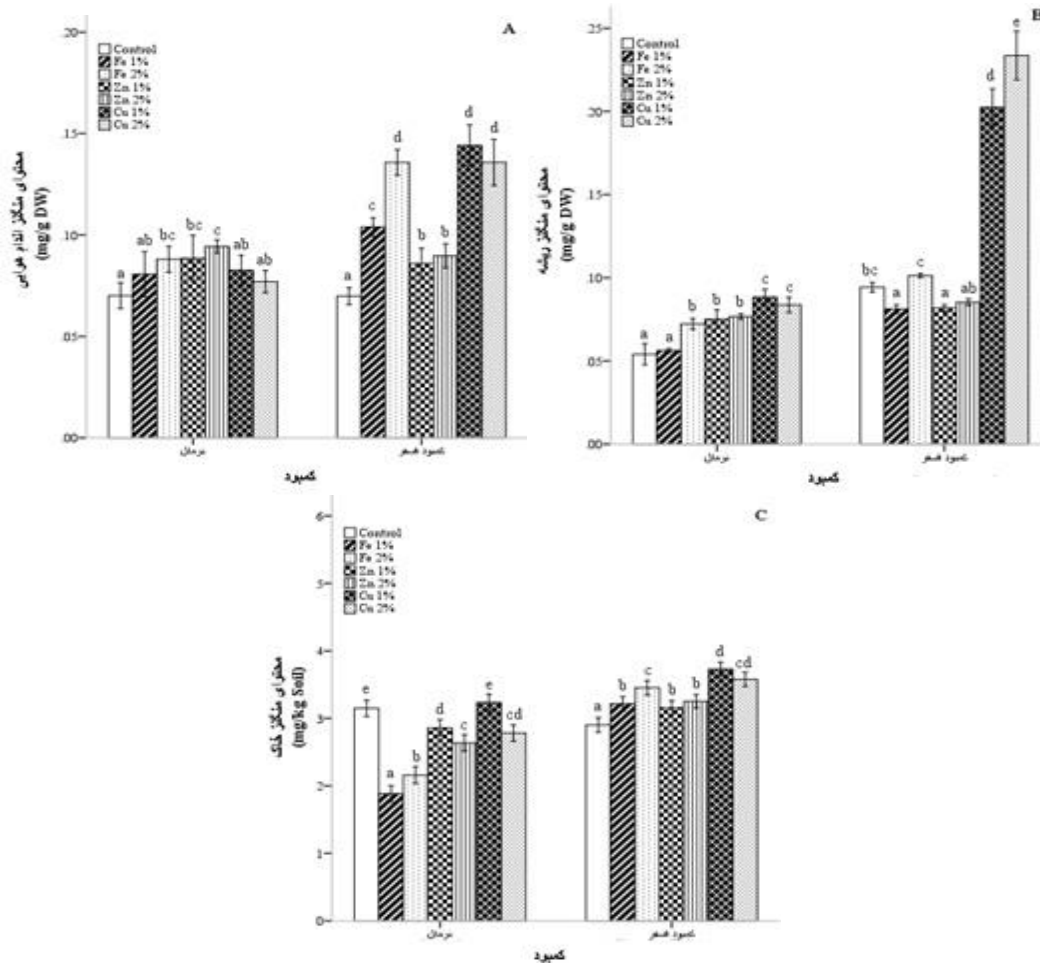 A
.20
.15
.10
.05
.00
Control
Fe 1%
Fe 2%
Zn 1%
Zn 2%
Cu 1%
Cu 2%
a
ab
bc
bc
c
ab
ab
a
c
d
b
b
d
d
محتوای منگنز اندام هوایی
(mg/g DW)
نرمال
کمبود فسفر
کمبود
B
.25
.20
.15
.10
.05
.00
Control
Fe 1%
Fe 2%
Zn 1%
Zn 2%
Cu 1%
Cu 2%
a
a
b
b
b
c
c
bc
a
c
a
ab
d
e
محتوای منگنز ریشه
(mg/g DW)
نرمال
کمبود فسفر
کمبود
C
6
5
4
3
2
1
0
Control
Fe 1%
Fe 2%
Zn 1%
Zn 2%
Cu 1%
Cu 2%
e
a
b
d
c
e
cd
a
b
c
b
b
d
cd
محتوای منگنز خاک
(mg/kg Soil)
نرمال
کمبود فسفر
کمبود